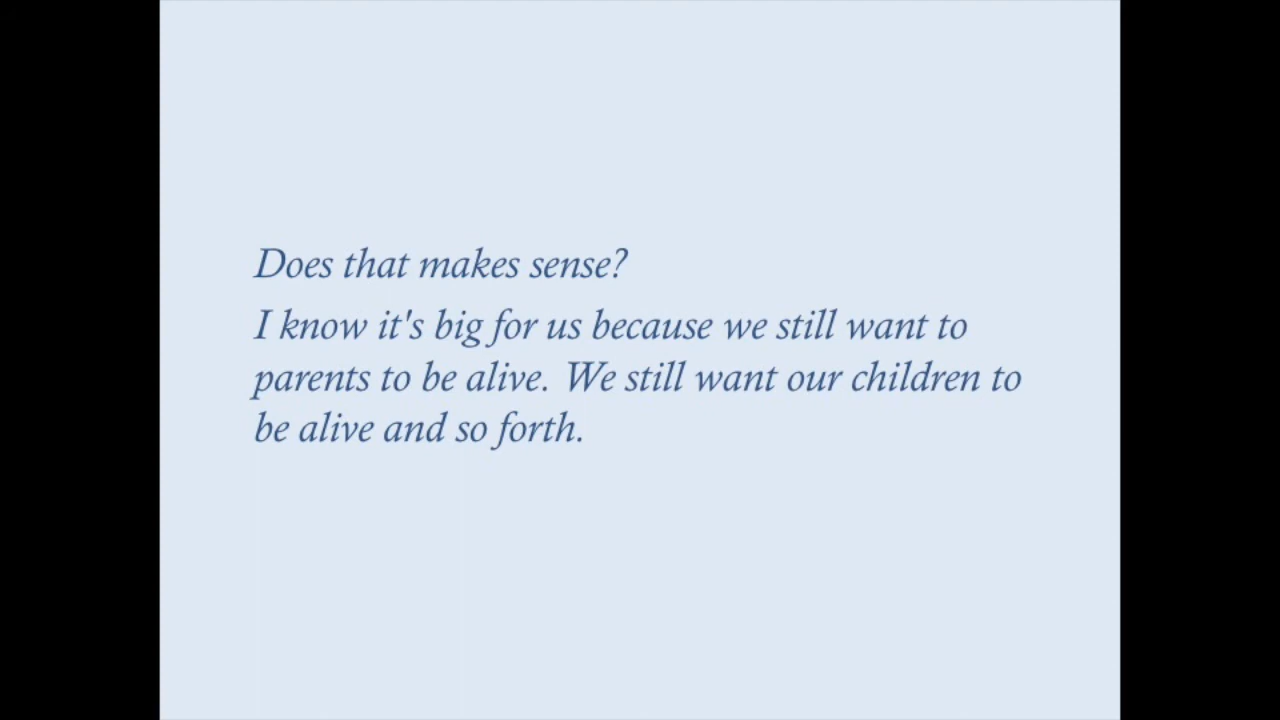 Does that makes sense?
I know it's big for us because we still want to
parents to be alive.  We still want our children to
be alive and so forth.